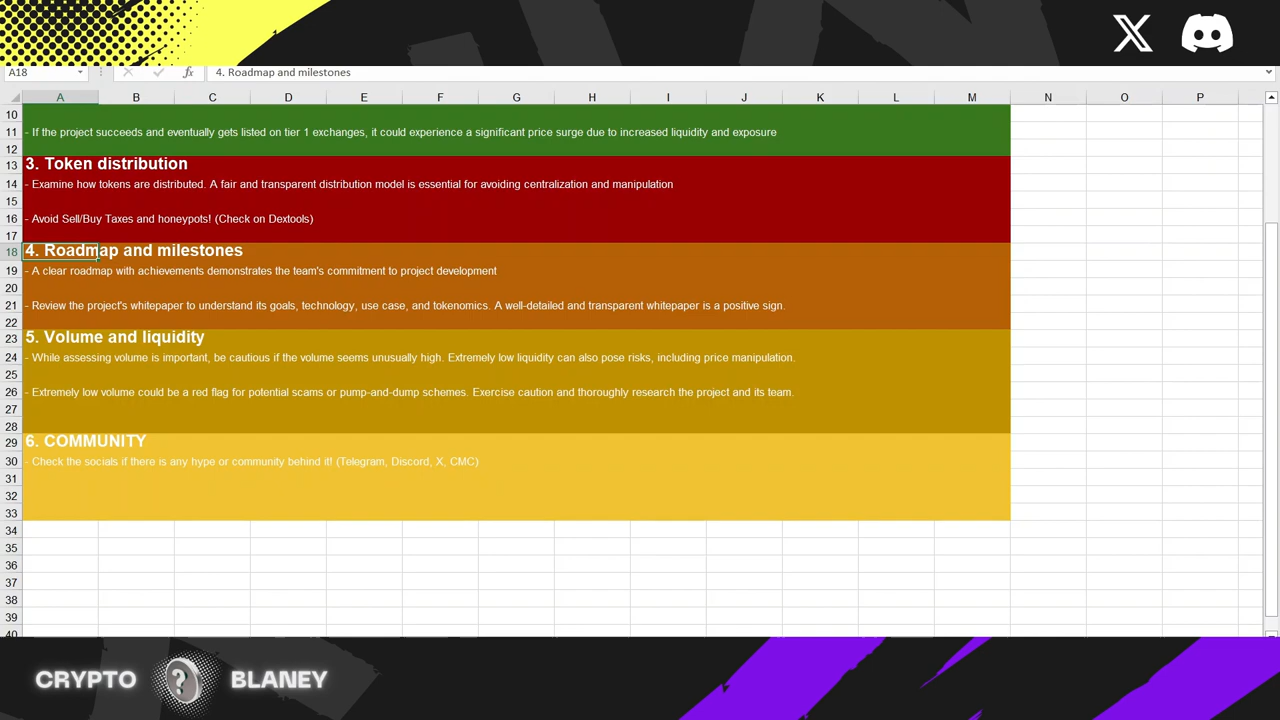 A18
fx
4. Roadmap and milestones
A B C D E F G H I J K L M N O P
10
11 - If the project succeeds and eventually gets listed on tier 1 exchanges, it could experience a significant price surge due to increased liquidity and exposure
12
13 3. Token distribution
14 - Examine how tokens are distributed. A fair and transparent distribution model is essential for avoiding centralization and manipulation
15
16 - Avoid Sell/Buy Taxes and honeypots! (Check on Dextools)
17
18 4. Roadmap and milestones
19 - A clear roadmap with achievements demonstrates the team's commitment to project development
20
21 - Review the project's whitepaper to understand its goals, technology, use case, and tokenomics. A well-detailed and transparent whitepaper is a positive sign.
22
23 5. Volume and liquidity
24 - While assessing volume is important, be cautious if the volume seems unusually high. Extremely low liquidity can also pose risks, including price manipulation.
25
26 - Extremely low volume could be a red flag for potential scams or pump-and-dump schemes. Exercise caution and thoroughly research the project and its team.
27
28
29 6. COMMUNITY
30 - Check the socials if there is any hype or community behind it! (Telegram, Discord, X, CMC)
31
32
33
34
35
36
37
38
39
40
CRYPTO ? BLANEY